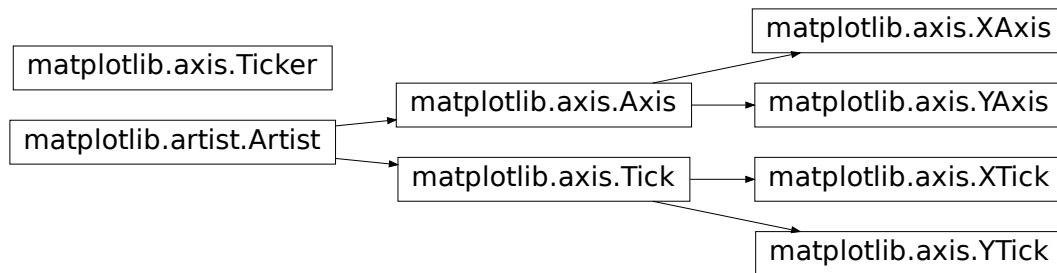 matplotlib.axis.Ticker
matplotlib.artist.Artist
matplotlib.axis.Axis
matplotlib.axis.Tick
matplotlib.axis.XAxis
matplotlib.axis.YAxis
matplotlib.axis.XTick
matplotlib.axis.YTick